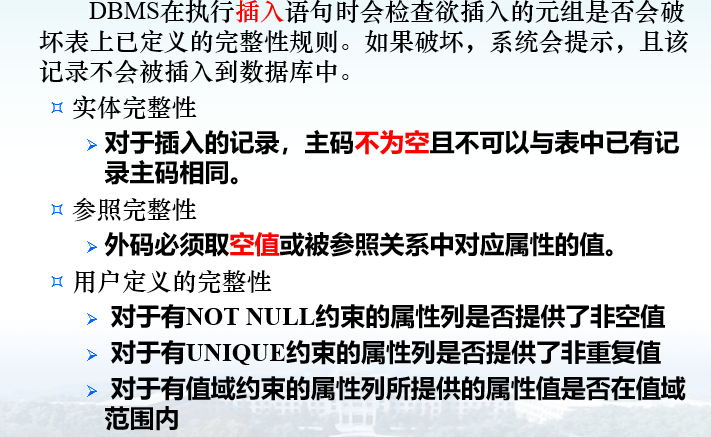 DBMS在执行插入语句时会检查欲插入的元组是否会破
坏表上已定义的完整性规则。如果破坏，系统会提示，且该
记录不会被插入到数据库中。
实体完整性
对于插入的记录，主码不为空且不可以与表中已有记
录主码相同。
参照完整性
外码必须取空值或被参照关系中对应属性的值。
用户定义的完整性
对于有NOT NULL约束的属性列是否提供了非空值
对于有UNIQUE约束的属性列是否提供了非重复值
对于有值域约束的属性列所提供的属性值是否在值域
范围内